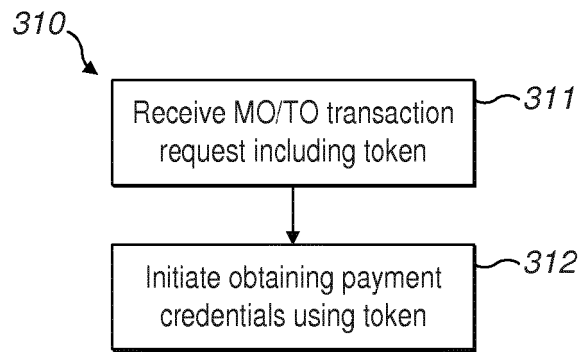 310
Receive MO/TO transaction
request including token
311
Initiate obtaining payment
credentials using token
312